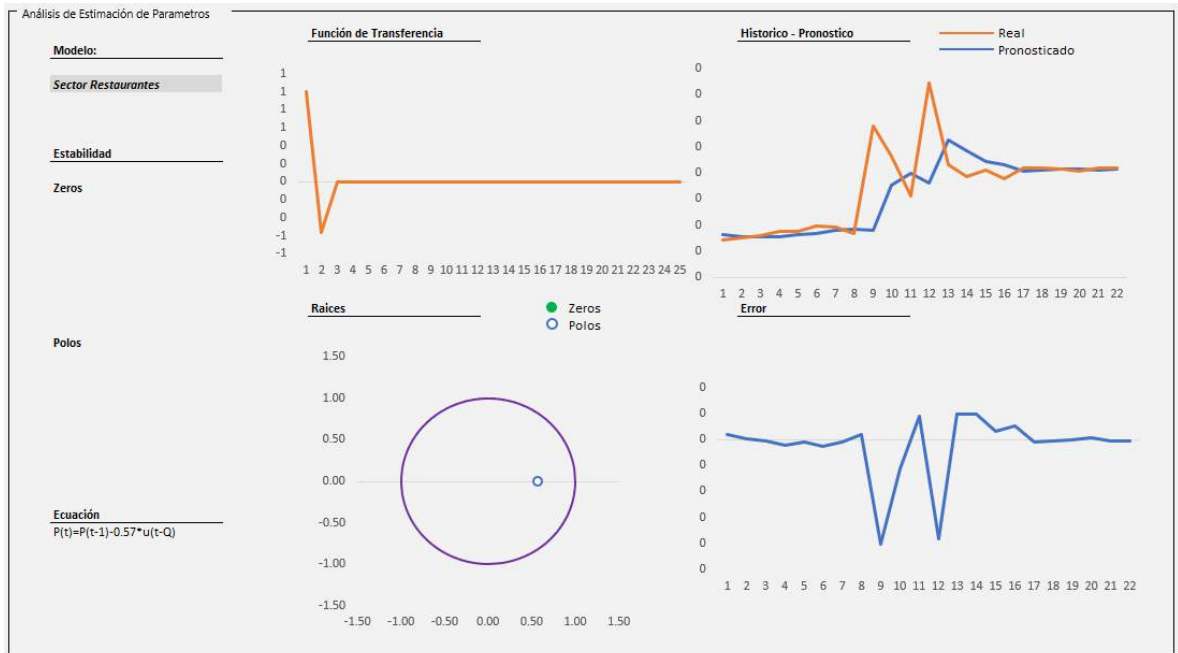 Análisis de Estimación de Parametros
Modelo:
Sector Restaurantes
Estabilidad
Zeros
Polos
Ecuación
P(t)=P(t-1)-0.57*u(t-Q)
Función de Transferencia
1
1
1
1
0
0
0
0
0
-1
-1
1 2 3 4 5 6 7 8 9 10 11 12 13 14 15 16 17 18 19 20 21 22 23 24 25
Historico - Pronostico
Real
Pronosticado
0
0
0
0
0
0
0
0
0
1 2 3 4 5 6 7 8 9 10 11 12 13 14 15 16 17 18 19 20 21 22
Raices
Zeros
Polos
1.50
1.00
0.50
0.00
-0.50
-1.00
-1.50
-1.50 -1.00 -0.50 0.00 0.50 1.00 1.50
Error
0
0
0
0
0
0
0
0
1 2 3 4 5 6 7 8 9 10 11 12 13 14 15 16 17 18 19 20 21 22